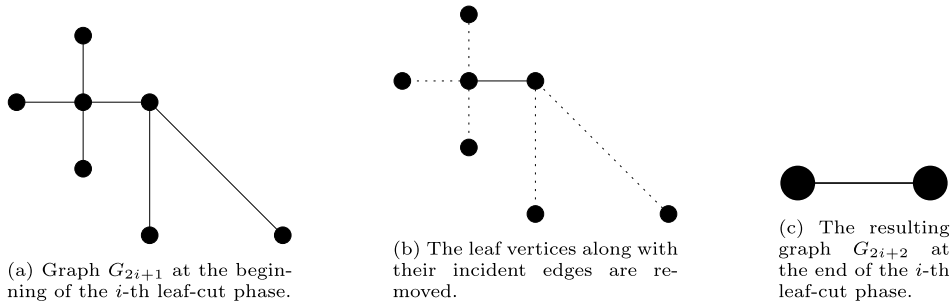 (a) Graph G_{2i+1} at the begin-
ning of the i-th leaf-cut phase.
(b) The leaf vertices along with
their incident edges are re-
moved.
(c) The resulting
graph G_{2i+2} at
the end of the i-th
leaf-cut phase.